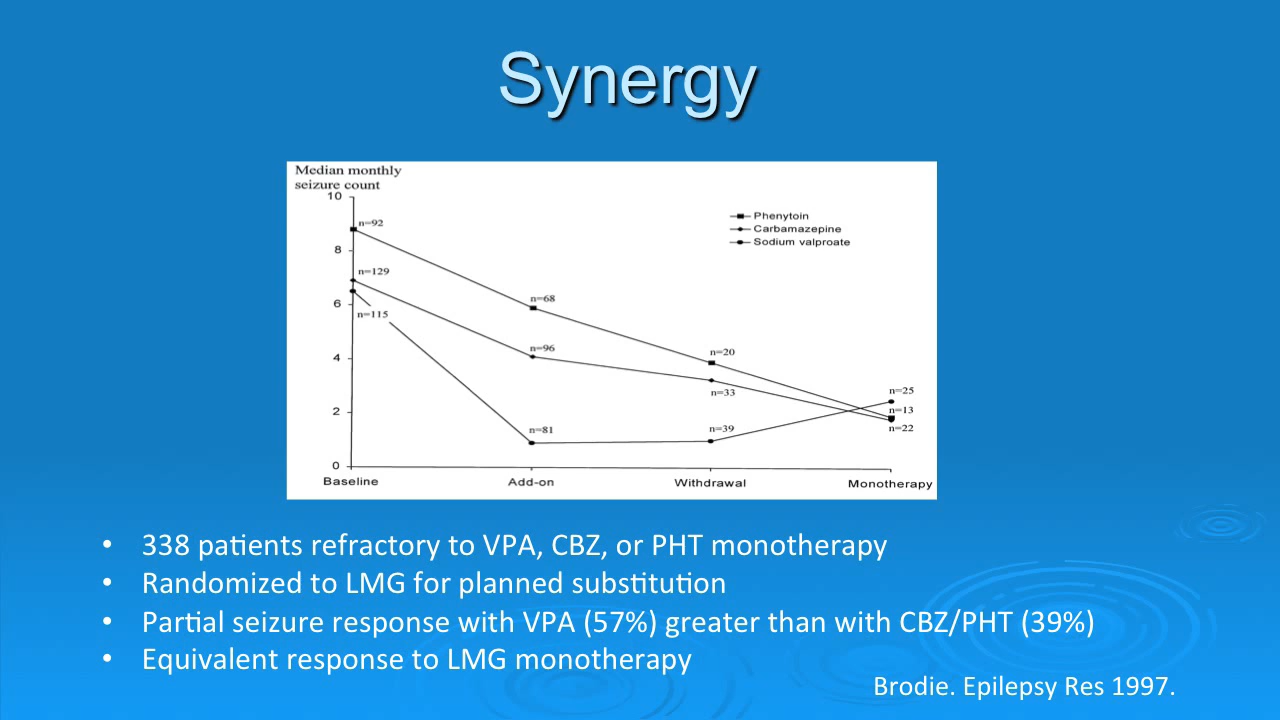 Synergy
Median monthly
seizure count
10
8
6
4
2
0
n=92
n=129
n=115
n=68
n=96
n=81
n=20
n=33
n=39
n=25
n=13
n=22
Phenytoin
Carbamazepine
Sodium valproate
Baseline Add-on Withdrawal Monotherapy
• 338 patients refractory to VPA, CBZ, or PHT monotherapy
• Randomized to LMG for planned substitution
• Partial seizure response with VPA (57%) greater than with CBZ/PHT (39%)
• Equivalent response to LMG monotherapy
Brodie. Epilepsy Res 1997.